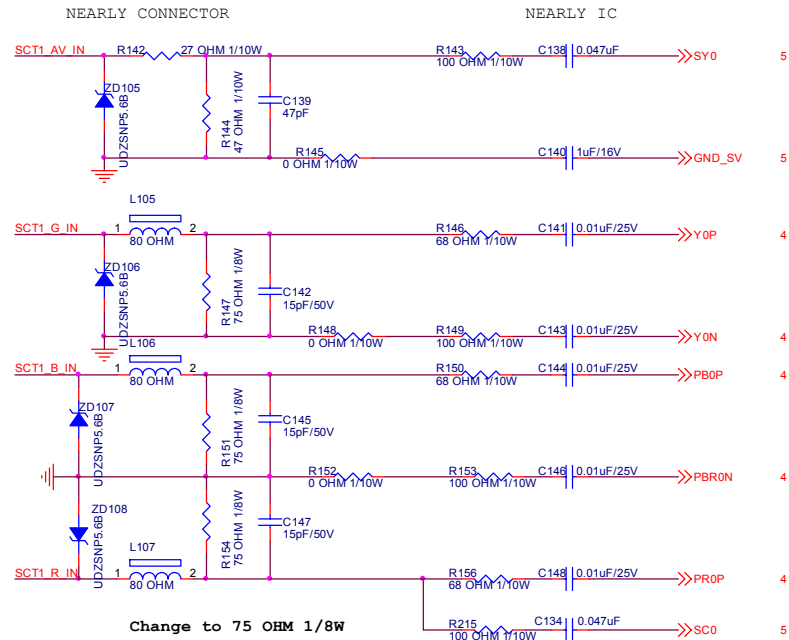 NEARLY CONNECTOR
NEARLY IC
SCT1_AV_IN
R142
27 OHM 1/10W
R143
100 OHM 1/10W
C138
0.047uF
SY0
5
ZD105
UDZSNP5.6B
R144
47 OHM 1/10W
C139
47pF
R145
0 OHM 1/10W
C140
1uF/16V
GND_SV
5
L105
SCT1_G_IN
1
2
80 OHM
R146
68 OHM 1/10W
C141
0.01uF/25V
Y0P
4
ZD106
UDZSNP5.6B
R147
75 OHM 1/8W
C142
15pF/50V
R148
0 OHM 1/10W
R149
100 OHM 1/10W
C143
0.01uF/25V
Y0N
4
L106
SCT1_B_IN
1
2
80 OHM
R150
68 OHM 1/10W
C144
0.01uF/25V
PB0P
4
ZD107
UDZSNP5.6B
R151
75 OHM 1/8W
C145
15pF/50V
R152
0 OHM 1/10W
R153
100 OHM 1/10W
C146
0.01uF/25V
PBR0N
4
ZD108
UDZSNP5.6B
R154
75 OHM 1/8W
C147
15pF/50V
L107
SCT1_R_IN
1
2
80 OHM
R156
68 OHM 1/10W
C148
0.01uF/25V
PR0P
4
Change to 75 OHM 1/8W
R215
100 OHM 1/10W
C134
0.047uF
SC0
5